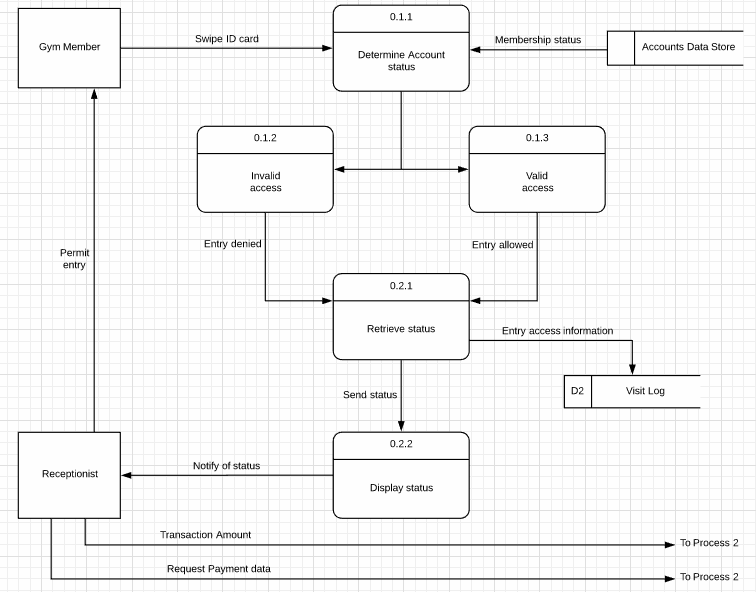 0.1.1
Gym Member
Swipe ID card
Determine Account
status
Membership status
Accounts Data Store
0.1.2
0.1.3
Invalid
access
Valid
access
Entry denied
Entry allowed
Permit
entry
0.2.1
Retrieve status
Entry access information
Send status
D2
Visit Log
0.2.2
Receptionist
Notify of status
Display status
Transaction Amount
To Process 2
Request Payment data
To Process 2